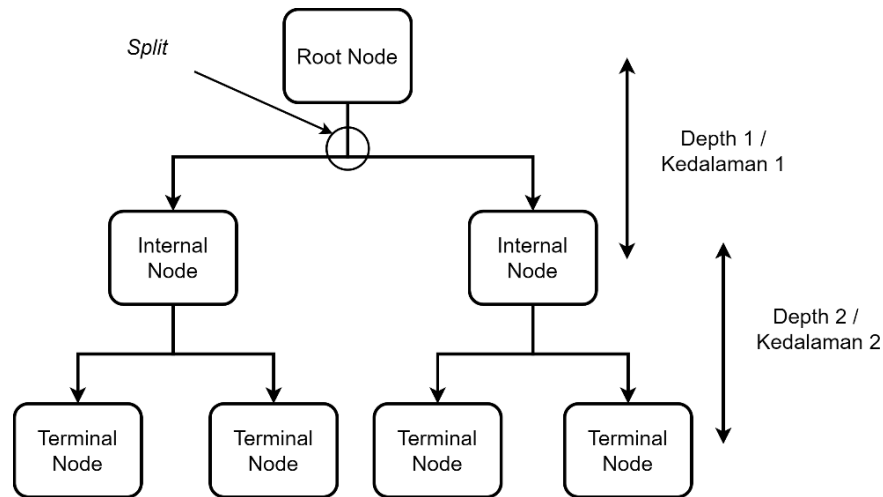 Split
Root Node
Depth 1 /
Kedalaman 1
Internal
Node
Internal
Node
Depth 2 /
Kedalaman 2
Terminal
Node
Terminal
Node
Terminal
Node
Terminal
Node